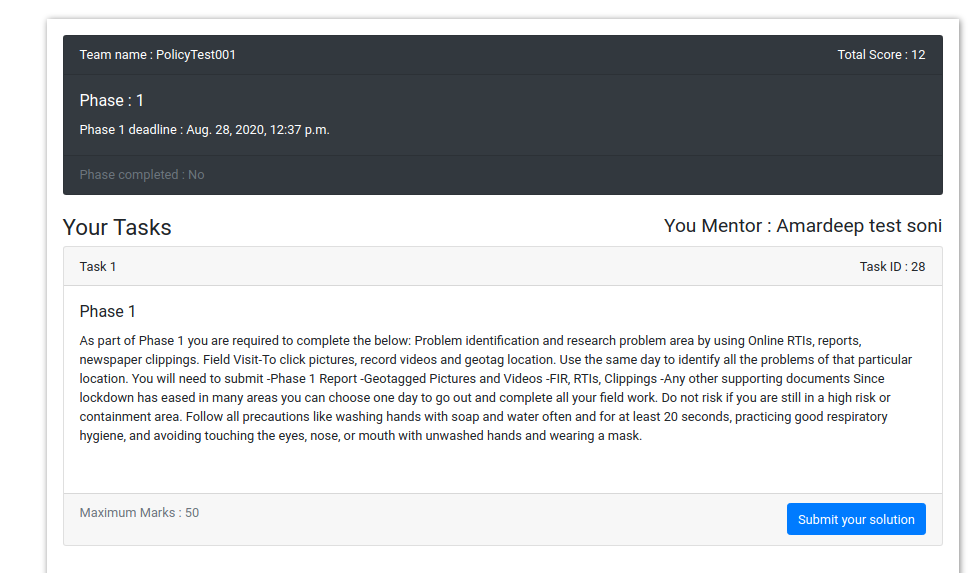 Team name : PolicyTest001
Total Score : 12
Phase : 1
Phase 1 deadline : Aug. 28, 2020, 12:37 p.m.
Phase completed : No
Your Tasks
You Mentor : Amardeep test soni
Task 1
Task ID : 28
Phase 1
As part of Phase 1 you are required to complete the below: Problem identification and research problem area by using Online RTIs, reports,
newspaper clippings. Field Visit-To click pictures, record videos and geotag location. Use the same day to identify all the problems of that particular
location. You will need to submit -Phase 1 Report -Geotagged Pictures and Videos -FIR, RTIs, Clippings -Any other supporting documents Since
lockdown has eased in many areas you can choose one day to go out and complete all your field work. Do not risk if you are still in a high risk or
containment area. Follow all precautions like washing hands with soap and water often and for at least 20 seconds, practicing good respiratory
hygiene, and avoiding touching the eyes, nose, or mouth with unwashed hands and wearing a mask.
Maximum Marks : 50
Submit your solution